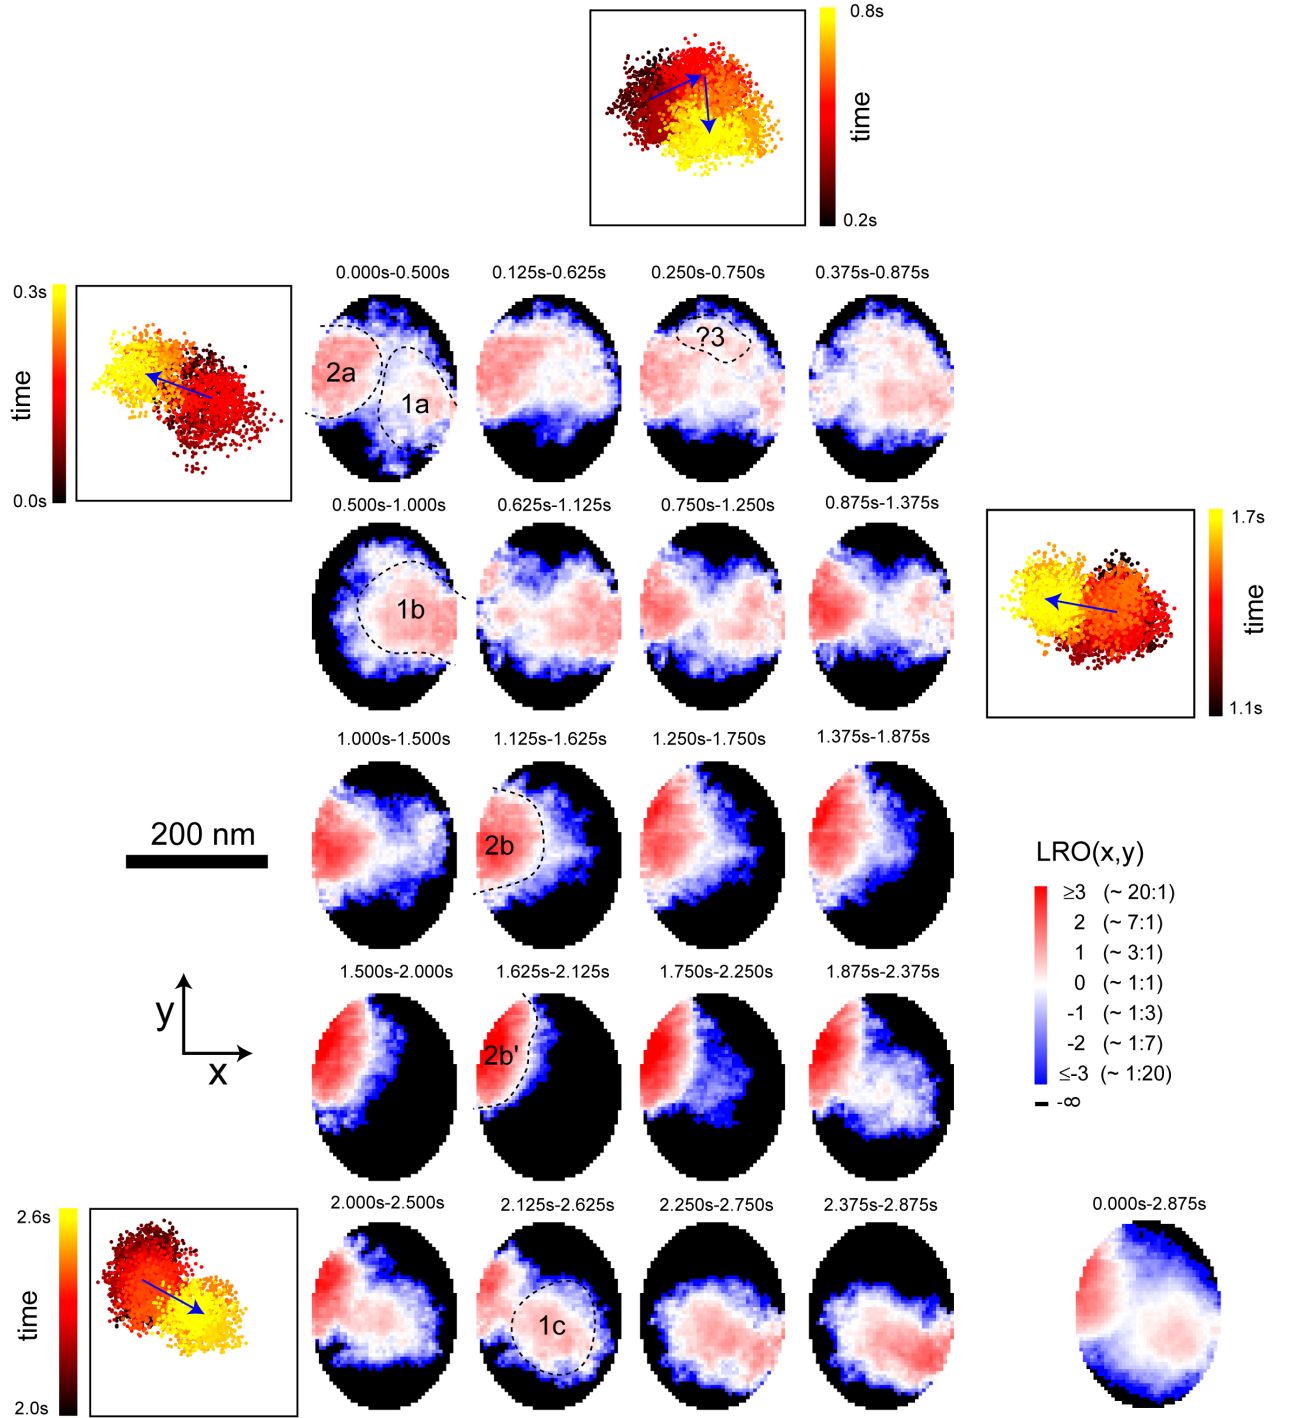 0.8s
time
0.2s
0.000s-0.500s
0.125s-0.625s
0.250s-0.750s
0.375s-0.875s
0.3s
time
0.0s
2a
1a
?3
0.500s-1.000s
0.625s-1.125s
0.750s-1.250s
0.875s-1.375s
1b
1.7s
time
1.1s
1.000s-1.500s
1.125s-1.625s
1.250s-1.750s
1.375s-1.875s
200 nm
2b
LRO(x,y)
≥3 (~ 20:1)
2 (~ 7:1)
1 (~ 3:1)
0 (~ 1:1)
-1 (~ 1:3)
-2 (~ 1:7)
≤-3 (~ 1:20)
-∞
1.500s-2.000s
1.625s-2.125s
1.750s-2.250s
1.875s-2.375s
y
x
2b'
2.000s-2.500s
2.125s-2.625s
2.250s-2.750s
2.375s-2.875s
0.000s-2.875s
2.6s
time
2.0s
1c